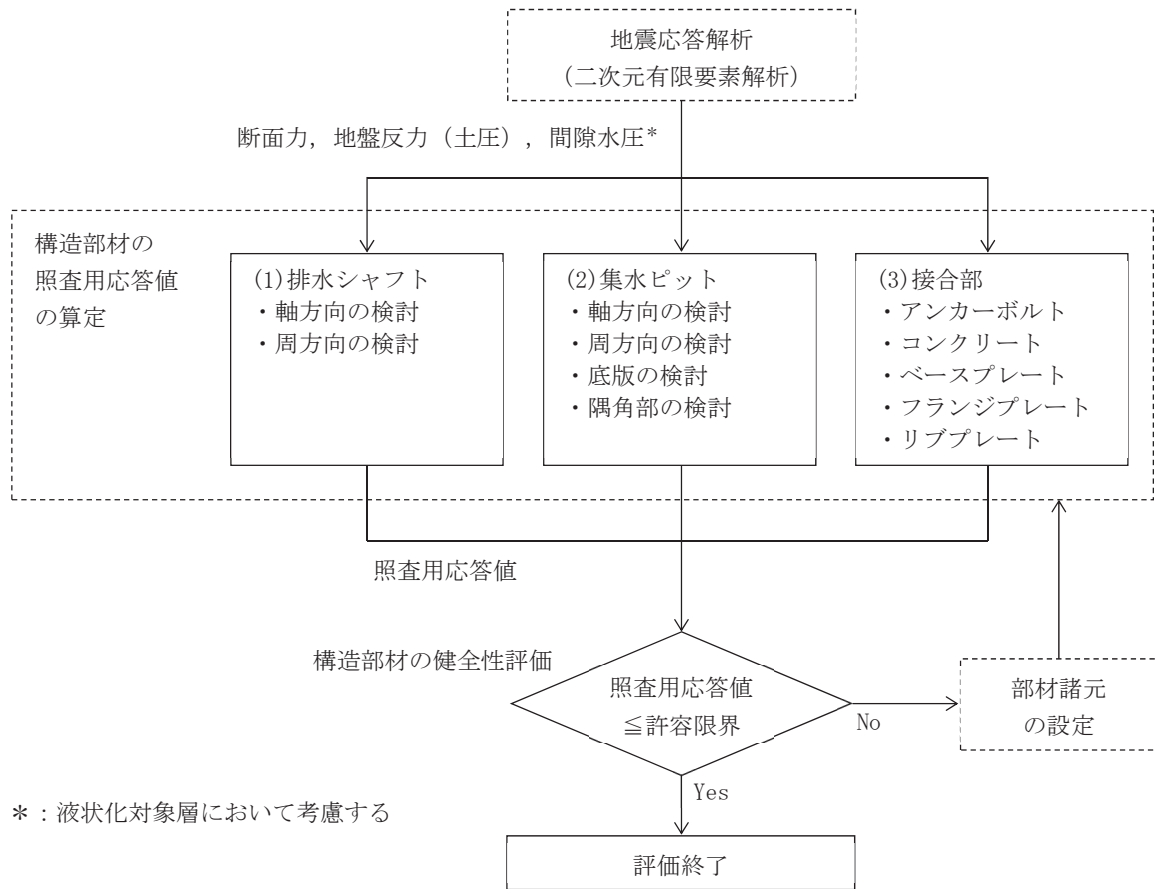 地震応答解析
（二次元有限要素解析）
断面力，地盤反力（土圧），間隙水圧*
構造部材の
照査用応答値
の算定
(1)排水シャフト
・軸方向の検討
・周方向の検討
(2)集水ピット
・軸方向の検討
・周方向の検討
・底版の検討
・隅角部の検討
(3)接合部
・アンカーボルト
・コンクリート
・ベースプレート
・フランジプレート
・リブプレート
照査用応答値
構造部材の健全性評価
照査用応答値
≦許容限界
No
部材諸元
の設定
Yes
＊：液状化対象層において考慮する
評価終了